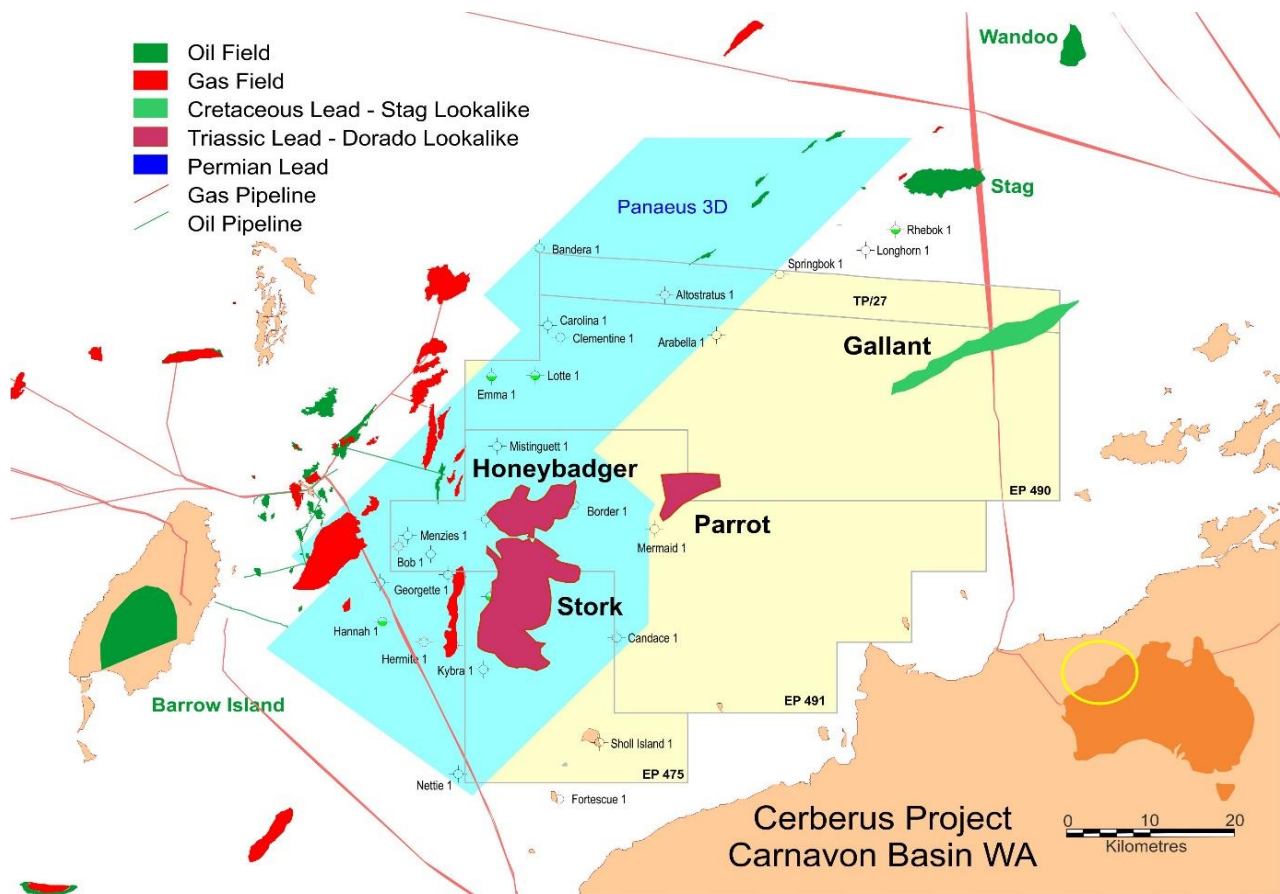 Oil Field
Gas Field
Cretaceous Lead - Stag Lookalike
Triassic Lead - Dorado Lookalike
Permian Lead
Gas Pipeline
Oil Pipeline
Wandoo
Stag
Panaeus 3D
Rhebok 1
Longhorn 1
Bandera 1
Springbok 1
Altostratus 1
TP/27
Carolina 1
Clementine 1
Arabella 1
Gallant
Lotte 1
Emma 1
Mistinguett 1
Honeybadger
EP 490
Border 1
Parrot
Menzies 1
Mermaid 1
Bob 1
Georgette 1
Stork
Hannah 1
Candace 1
Hermite 1
Kybra 1
Barrow Island
EP 491
Sholl Island 1
EP 475
Nettie 1
Fortescue 1
Cerberus Project
Carnavon Basin WA
0 10 20
Kilometres